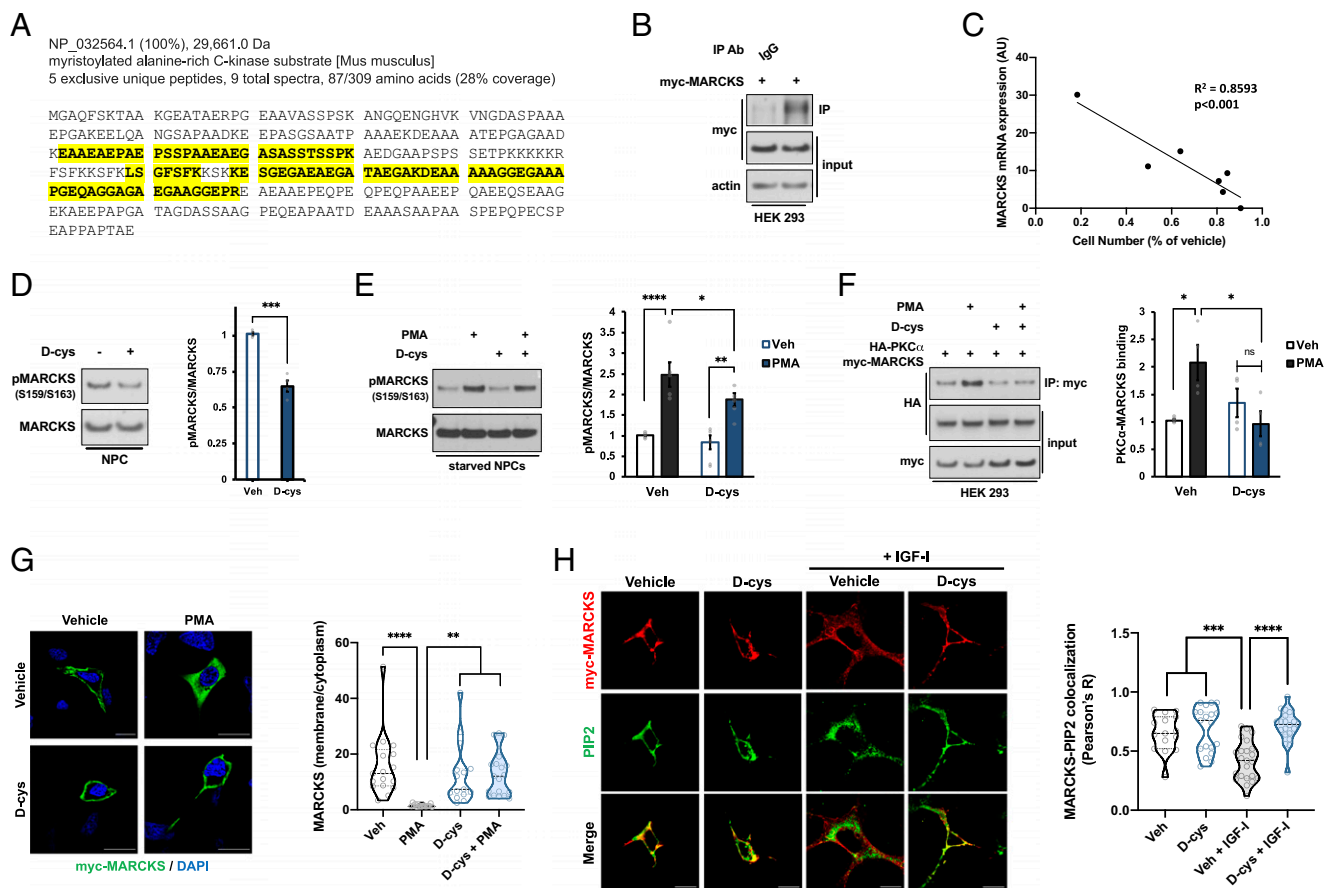 A
NP_032564.1 (100%), 29,661.0 Da
myristoylated alanine-rich C-kinase substrate [Mus musculus]
5 exclusive unique peptides, 9 total spectra, 87/309 amino acids (28% coverage)
MGAQFSKTAA KGEATAERPG EAAVASSPSK ANGQENGHVK VNGDASPAAA
EPGAKEELQA NGSAPAADKE EPASGSAATP AAAEKDEAAA ATEPGAGAAD
KEAAEAEPAE PSSPAAEAEG ASASSTSSPK AEDGAAPSPS SETPKKKKKR
FSFKKSFKLS GFSFKKSKKE SGEGAEAEGA TAEGAKDEAA AAAGGEGAAA
PGEQAGGAGA EGAAGGEPRE AEAAEPEQPE QPEQPAAEEP QAEEQSEAAG
EKAEEPAPGA TAGDASSAAG PEQEAPAATD EAAASAAPAA SPEPQPECSP
EAPPAPTAE
B
IP Ab
IgG
myc-MARCKS + +
myc
IP
input
actin
HEK 293
C
MARCKS mRNA expression (AU)
40
30
20
10
0
R² = 0.8593
p<0.001
0.0 0.2 0.4 0.6 0.8 1.0
Cell Number (% of vehicle)
D
D-cys - +
pMARCKS
(S159/S163)
MARCKS
NPC
pMARCKS/MARCKS
1
0.75
0.5
0.25
0
***
Veh D-cys
E
PMA + +
D-cys + +
pMARCKS
(S159/S163)
MARCKS
starved NPCs
pMARCKS/MARCKS
4
3.5
3
2.5
2
1.5
1
0.5
0
**** *
**
Veh
PMA
Veh D-cys
F
PMA + +
D-cys + +
HA-PKCα
myc-MARCKS + + + +
HA
IP: myc
input
myc
HEK 293
PKCα-MARCKS binding
3
2.5
2
1.5
1
0.5
0
* *
ns
Veh
PMA
Veh D-cys
G
Vehicle PMA
Vehicle
D-cys
myc-MARCKS / DAPI
MARCKS (membrane/cytoplasm)
60
40
20
0
**** **
Veh
PMA
D-cys
D-cys + PMA
H
+ IGF-I
Vehicle D-cys Vehicle D-cys
myc-MARCKS
PIP2
Merge
MARCKS-PIP2 colocalization
(Pearson's R)
1.5
1.0
0.5
0.0
*** ****
Veh
D-cys
Veh + IGF-I
D-cys + IGF-I